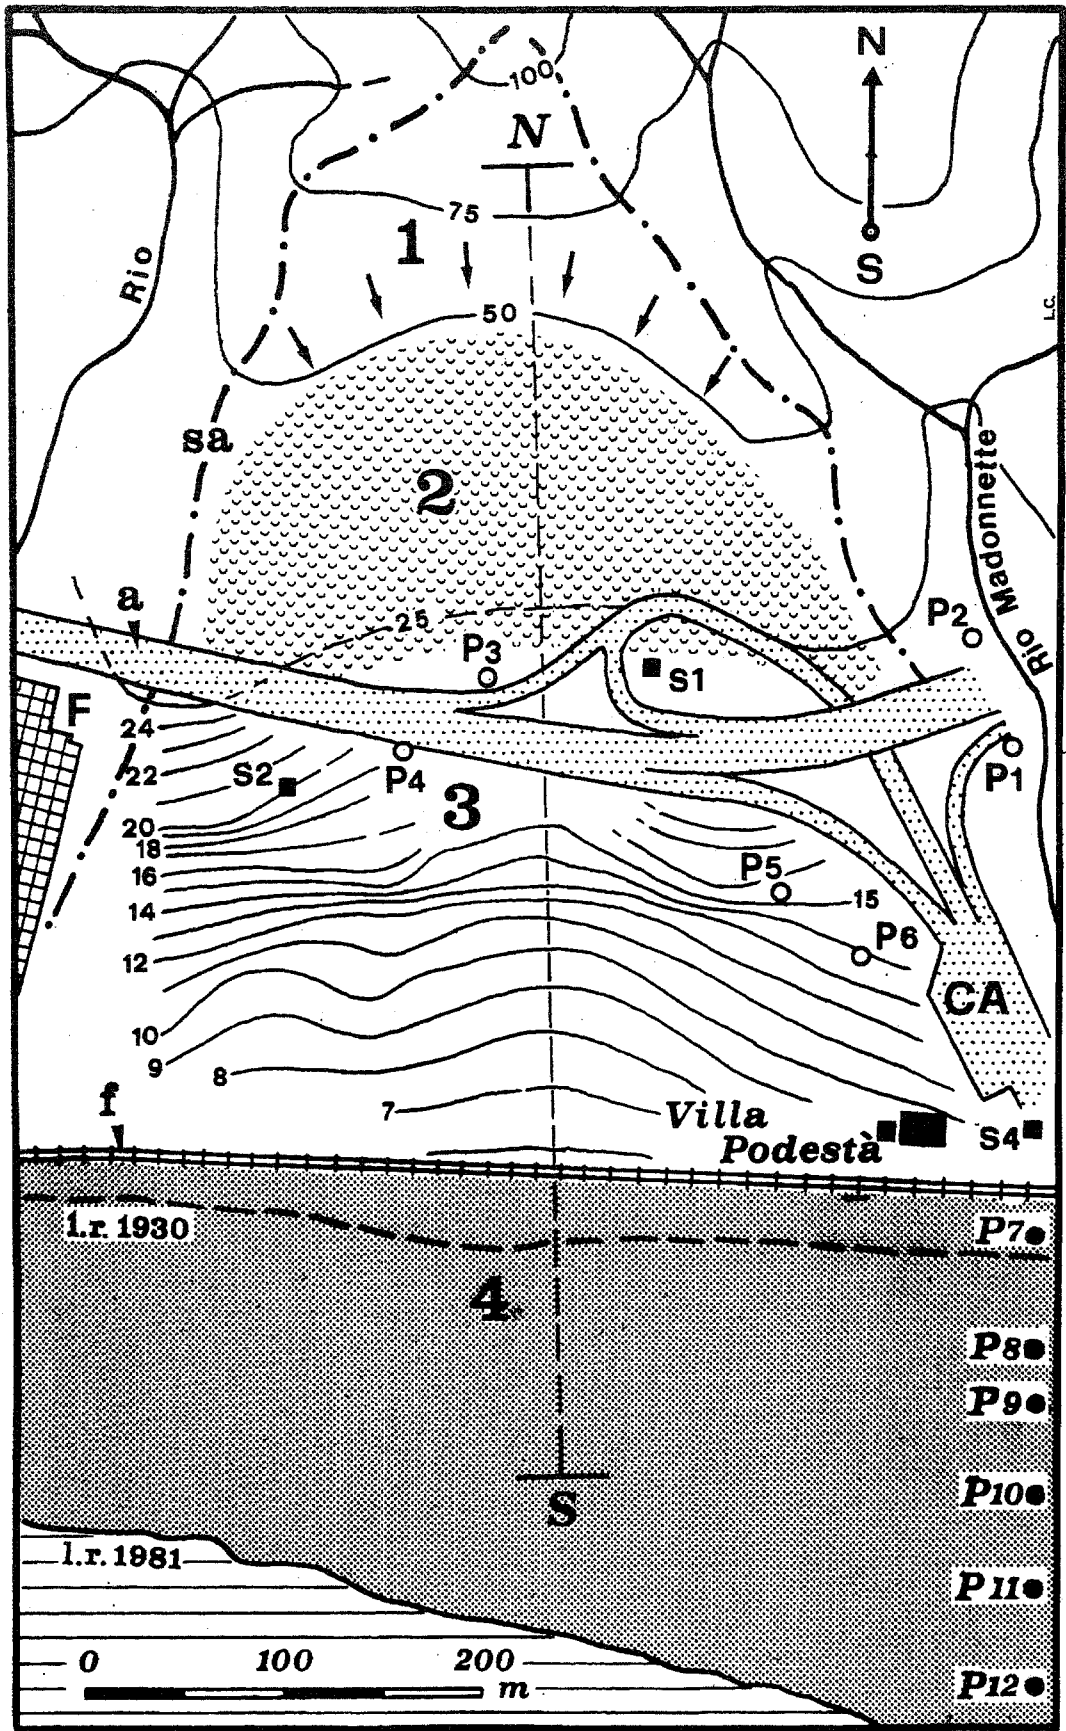 100
N
N
75
1
Rio
S
50
L.C.
sa
2
Rio Madonnette
a
25
P2
P3
S1
F
24
P1
22
S2
P4
3
20
18
16
P5
15
14
P6
12
CA
10
9
8
f
7
Villa
Podestà
S4
l.r. 1930
P7
4
P8
P9
P10
S
l.r. 1981
P11
0 100 200
m
P12